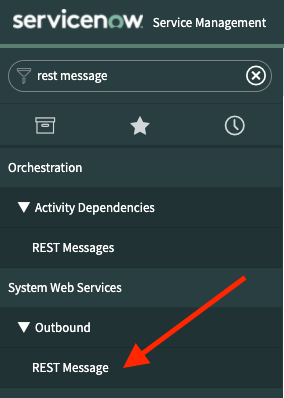 servicenow. Service Management
rest message
Orchestration
Activity Dependencies
REST Messages
System Web Services
Outbound
REST Message